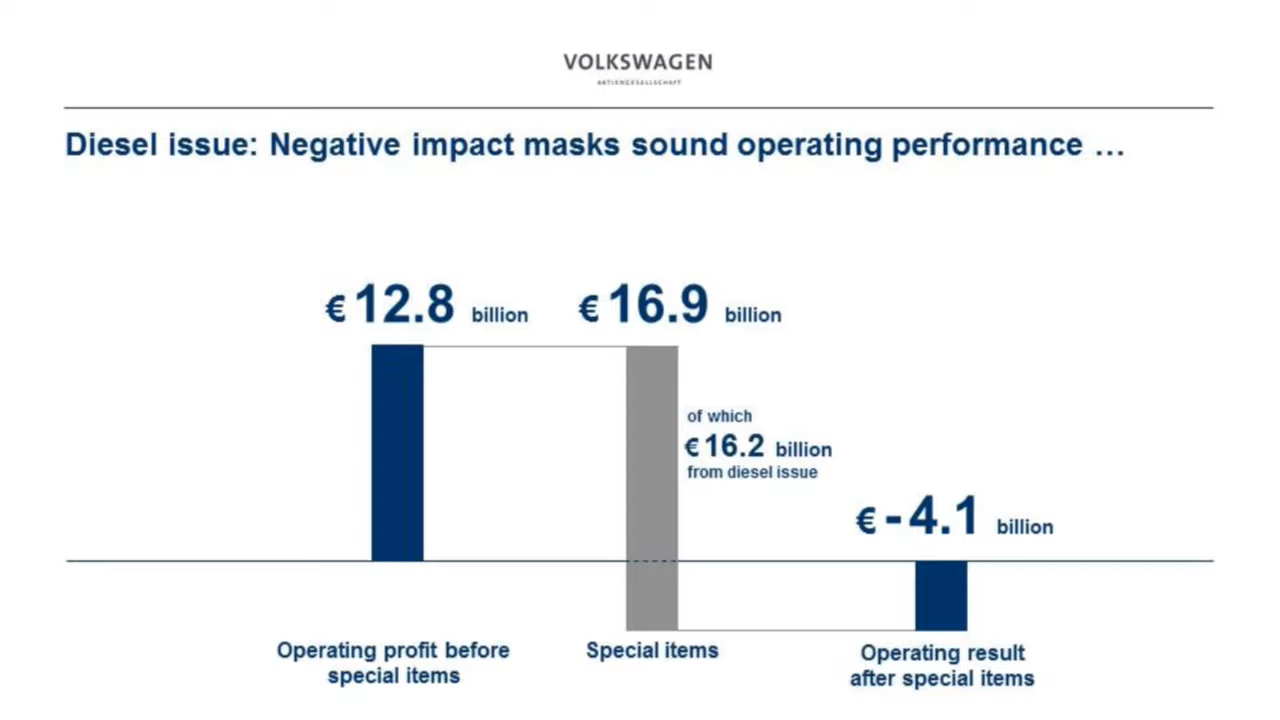 VOLKSWAGEN
AKTIENGESELLSCHAFT
Diesel issue: Negative impact masks sound operating performance …
€ 12.8 billion
€ 16.9 billion
of which
€ 16.2 billion
from diesel issue
€ -4.1 billion
Operating profit before
special items
Special items
Operating result
after special items